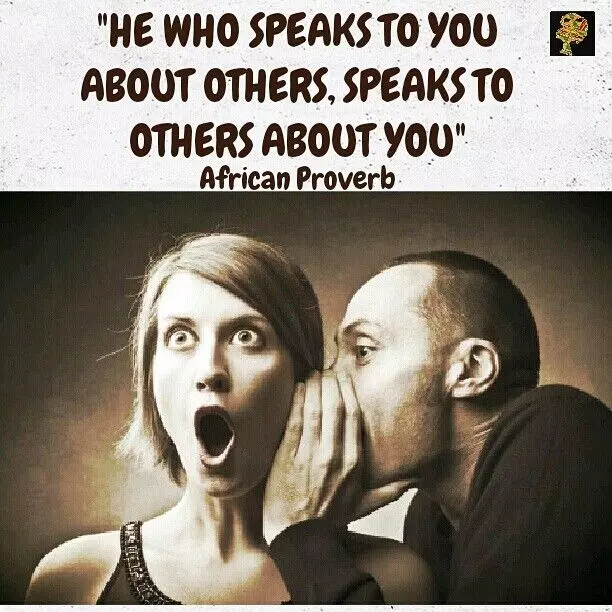 "HE WHO SPEAKS TO YOU
ABOUT OTHERS, SPEAKS TO
OTHERS ABOUT YOU"
African Proverb